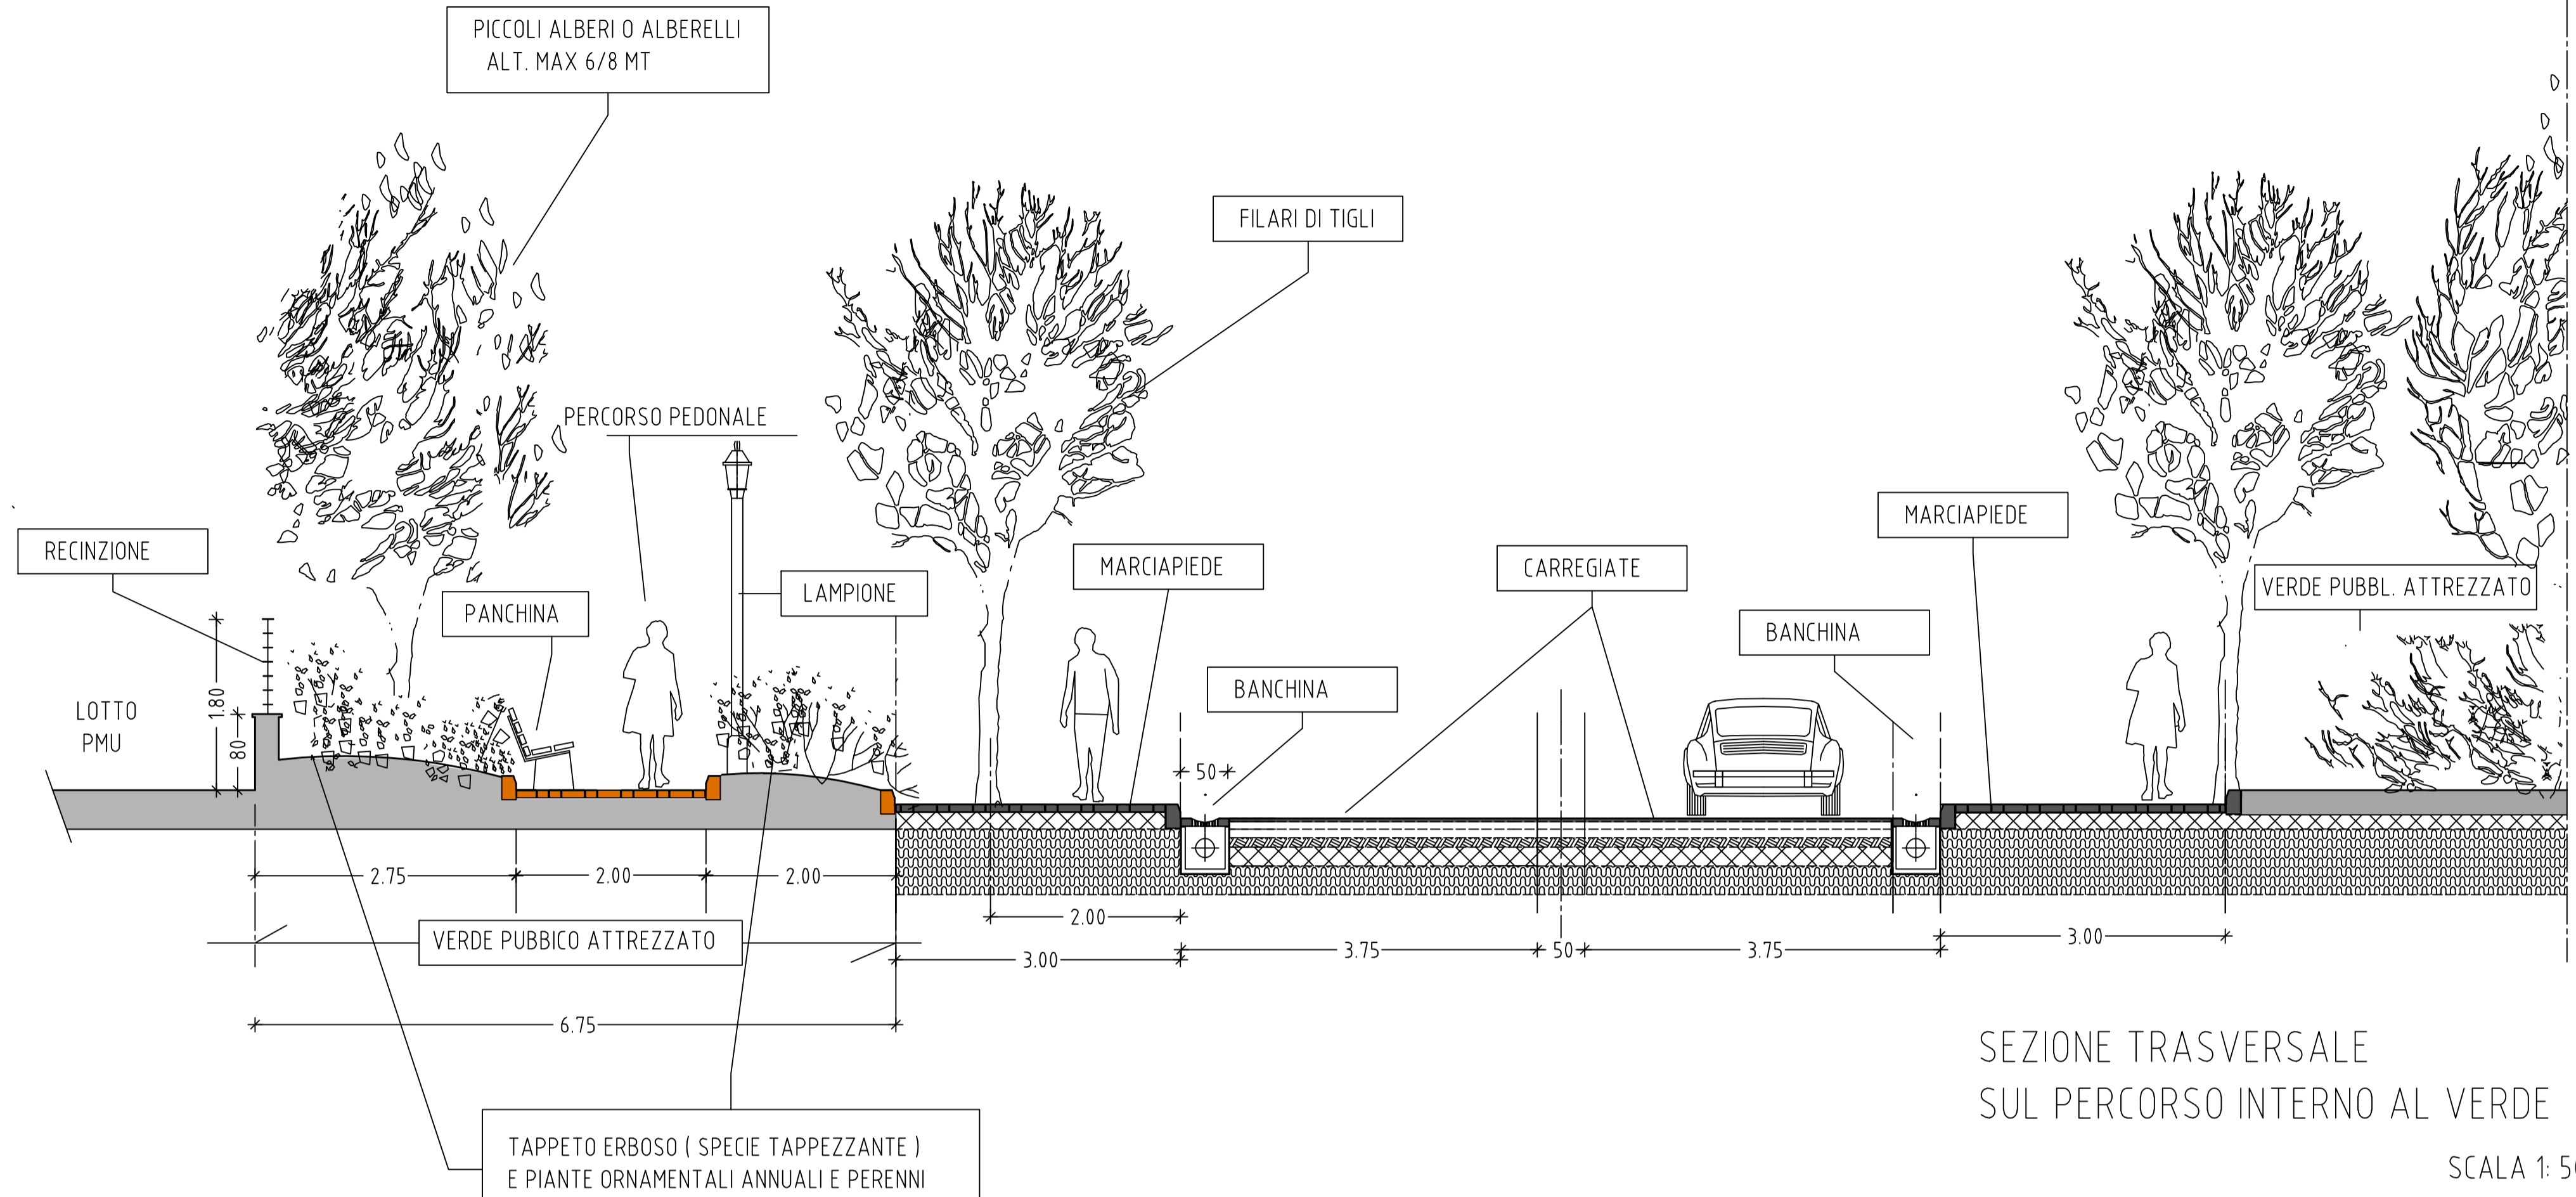 PICCOLI ALBERI O ALBERELLI
ALT. MAX 6/8 MT
FILARI DI TIGLI
PERCORSO PEDONALE
RECINZIONE
PANCHINA
LAMPIONE
MARCIAPIEDE
CARREGIATE
MARCIAPIEDE
VERDE PUBBL. ATTREZZATO
BANCHINA
BANCHINA
LOTTO
PMU
1.80
80
50
2.75
2.00
2.00
2.00
VERDE PUBBICO ATTREZZATO
3.00
3.75
50
3.75
3.00
6.75
SEZIONE TRASVERSALE
SUL PERCORSO INTERNO AL VERDE
SCALA 1: 5
TAPPETO ERBOSO ( SPECIE TAPPEZZANTE )
E PIANTE ORNAMENTALI ANNUALI E PERENNI